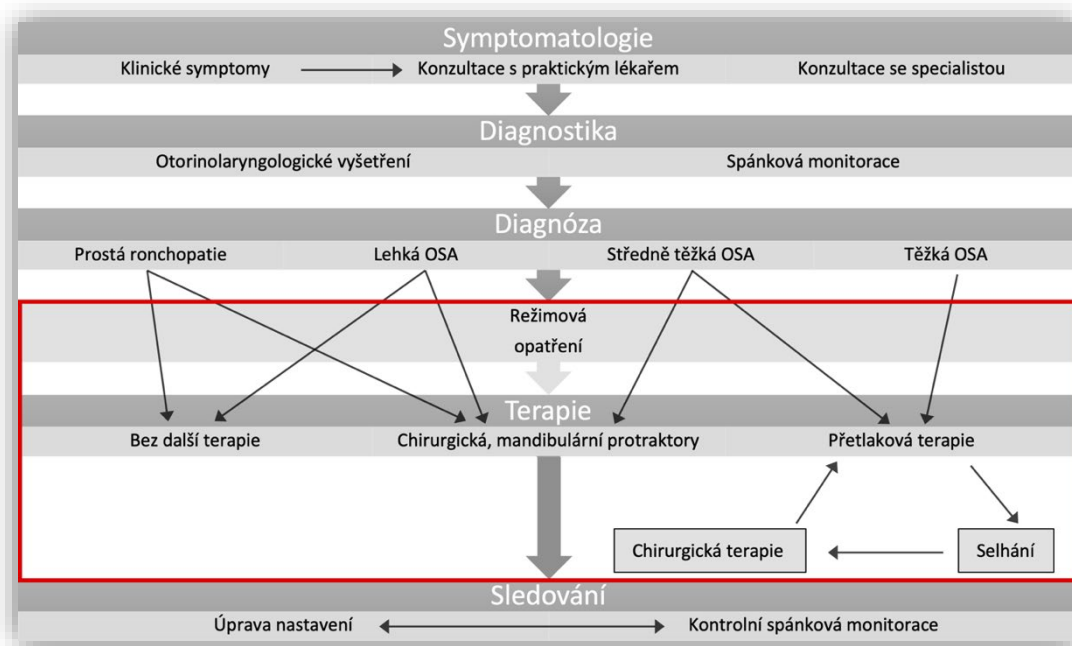 Symptomatologie
Klinické symptomy Konzultace s praktickým lékařem Konzultace se specialistou
Diagnostika
Otorinolaryngologické vyšetření Spánková monitorace
Diagnóza
Prostá ronchopatie Lehká OSA Středně těžká OSA Těžká OSA
Režimová
opatření
Terapie
Bez další terapie Chirurgická, mandibulární protraktory Přetlaková terapie
Chirurgická terapie Selhání
Sledování
Úprava nastavení Kontrolní spánková monitorace